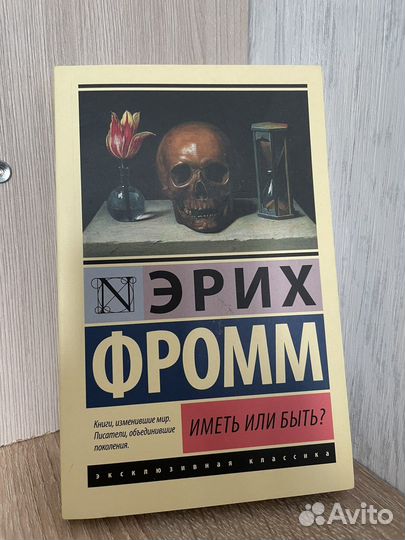 N ЭРИХ
ФРОММ
Книги, изменившие мир.
Писатели, объединившие
поколения.
ИМЕТЬ ИЛИ БЫТЬ?
эксклюзивная классика
Avito